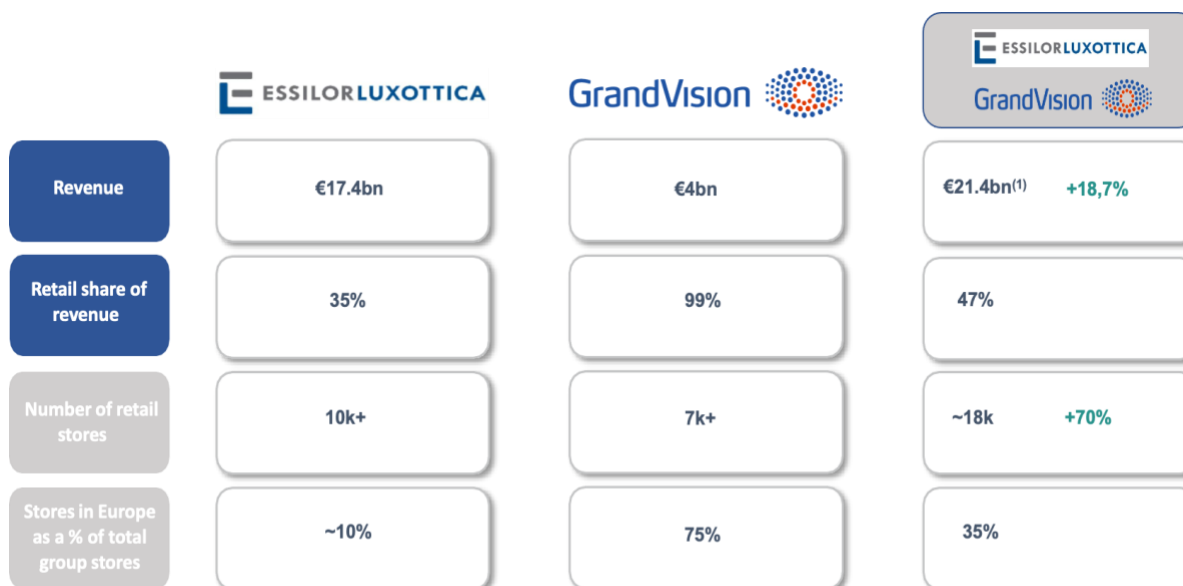 ESSILORLUXOTTICA
GrandVision
ESSILORLUXOTTICA
GrandVision
Revenue
€17.4bn
€4bn
€21.4bn(1) +18,7%
Retail share of
revenue
35%
99%
47%
Number of retail
stores
10k+
7k+
~18k +70%
Stores in Europe
as a % of total
group stores
~10%
75%
35%